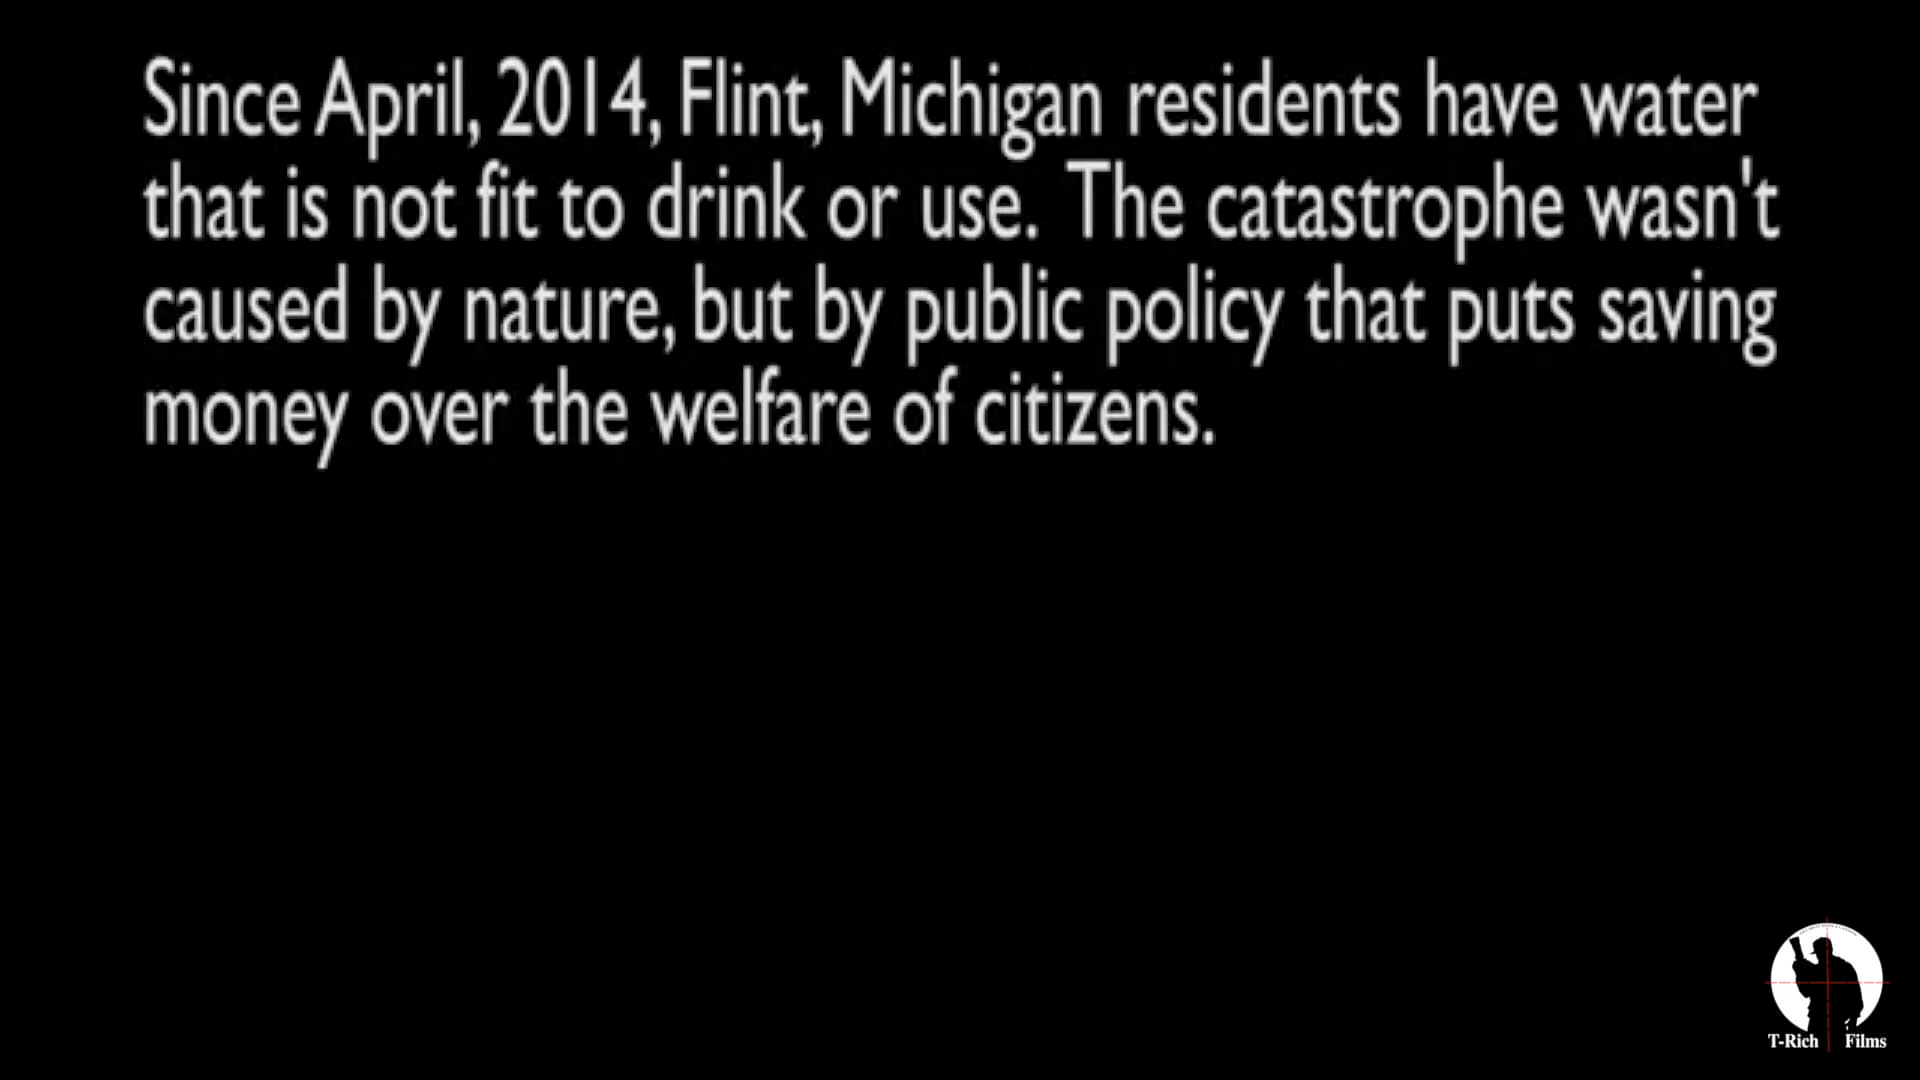 Since April, 2014, Flint, Michigan residents have water
that is not fit to drink or use. The catastrophe wasn't
caused by nature, but by public policy that puts saving
money over the welfare of citizens.
T-Rich Films